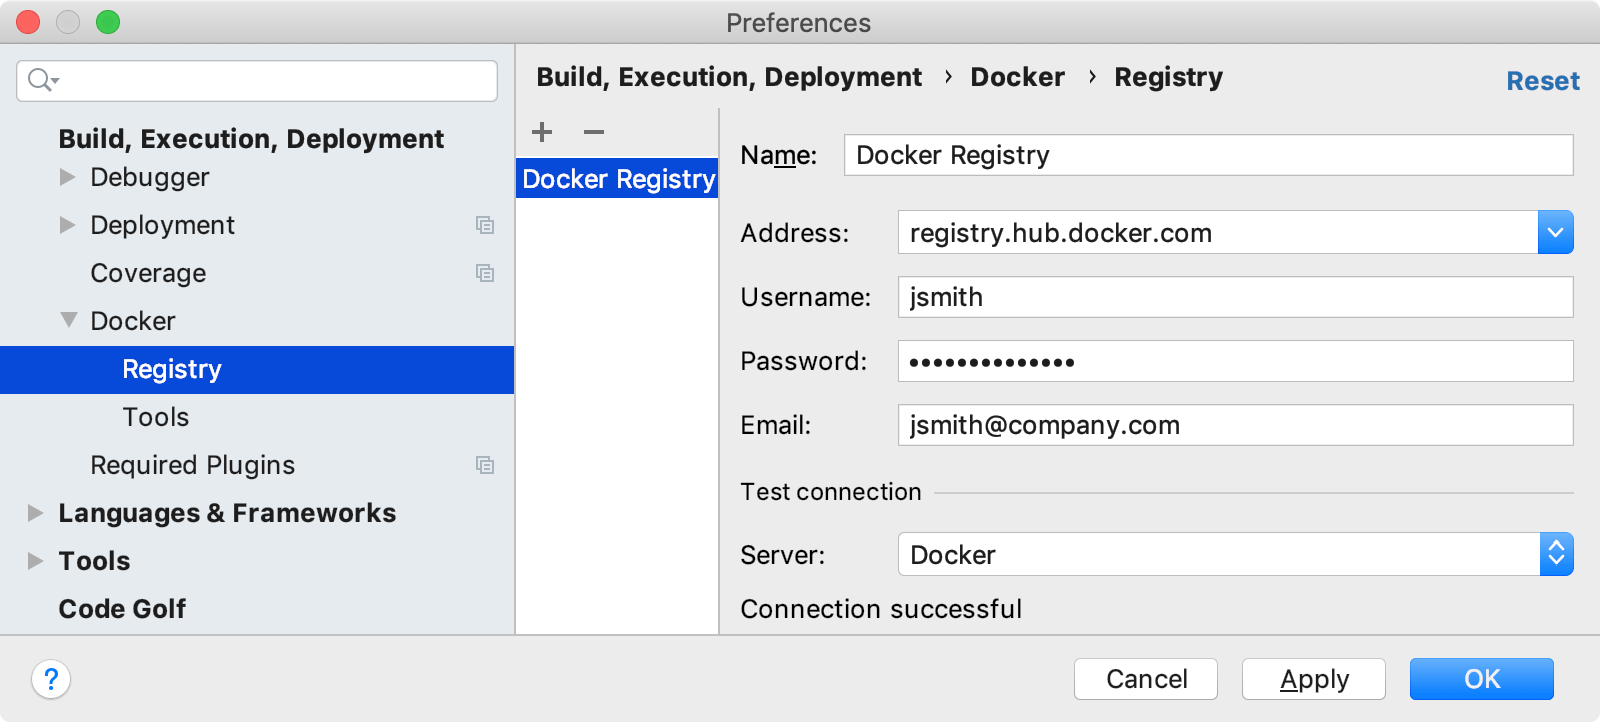 Preferences
Build, Execution, Deployment › Docker › Registry
Reset
Build, Execution, Deployment
Debugger
Deployment
Coverage
Docker
Registry
Tools
Required Plugins
Languages & Frameworks
Tools
Code Golf
Docker Registry
Name: Docker Registry
Address: registry.hub.docker.com
Username: jsmith
Password: ••••••••••••••
Email: jsmith@company.com
Test connection
Server: Docker
Connection successful
?
Cancel
Apply
OK